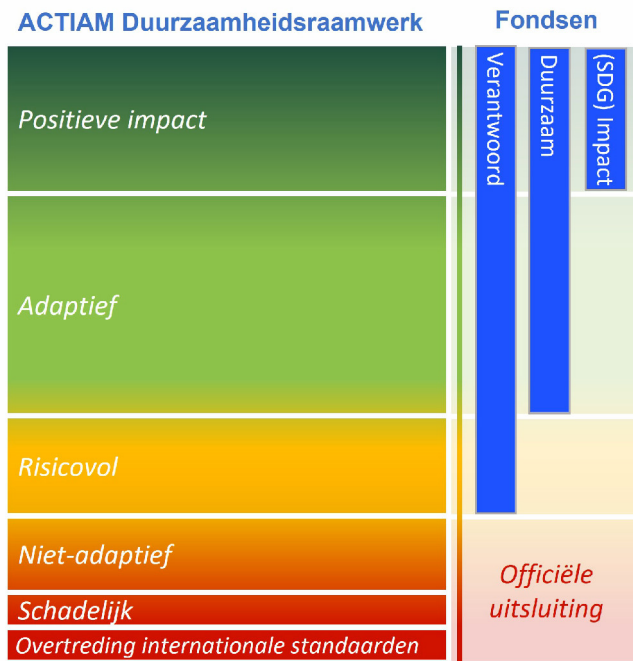 ACTIAM Duurzaamheidsraamwerk
Fondsen
Positieve impact
Adaptief
Risicovol
Niet-adaptief
Schadelijk
Overtreding internationale standaarden
Verantwoord
Duurzaam
(SDG) Impact
Officiële
uitsluiting